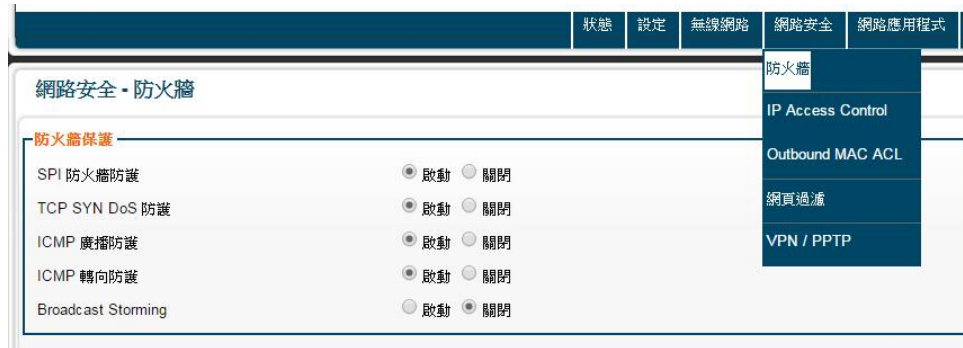 狀態 設定 無線網路 網路安全 網路應用程式
防火牆
IP Access Control
Outbound MAC ACL
網頁過濾
VPN / PPTP
網路安全 - 防火牆
防火牆保護
SPI 防火牆防護 啟動 關閉
TCP SYN DoS 防護 啟動 關閉
ICMP 廣播防護 啟動 關閉
ICMP 轉向防護 啟動 關閉
Broadcast Storming 啟動 關閉